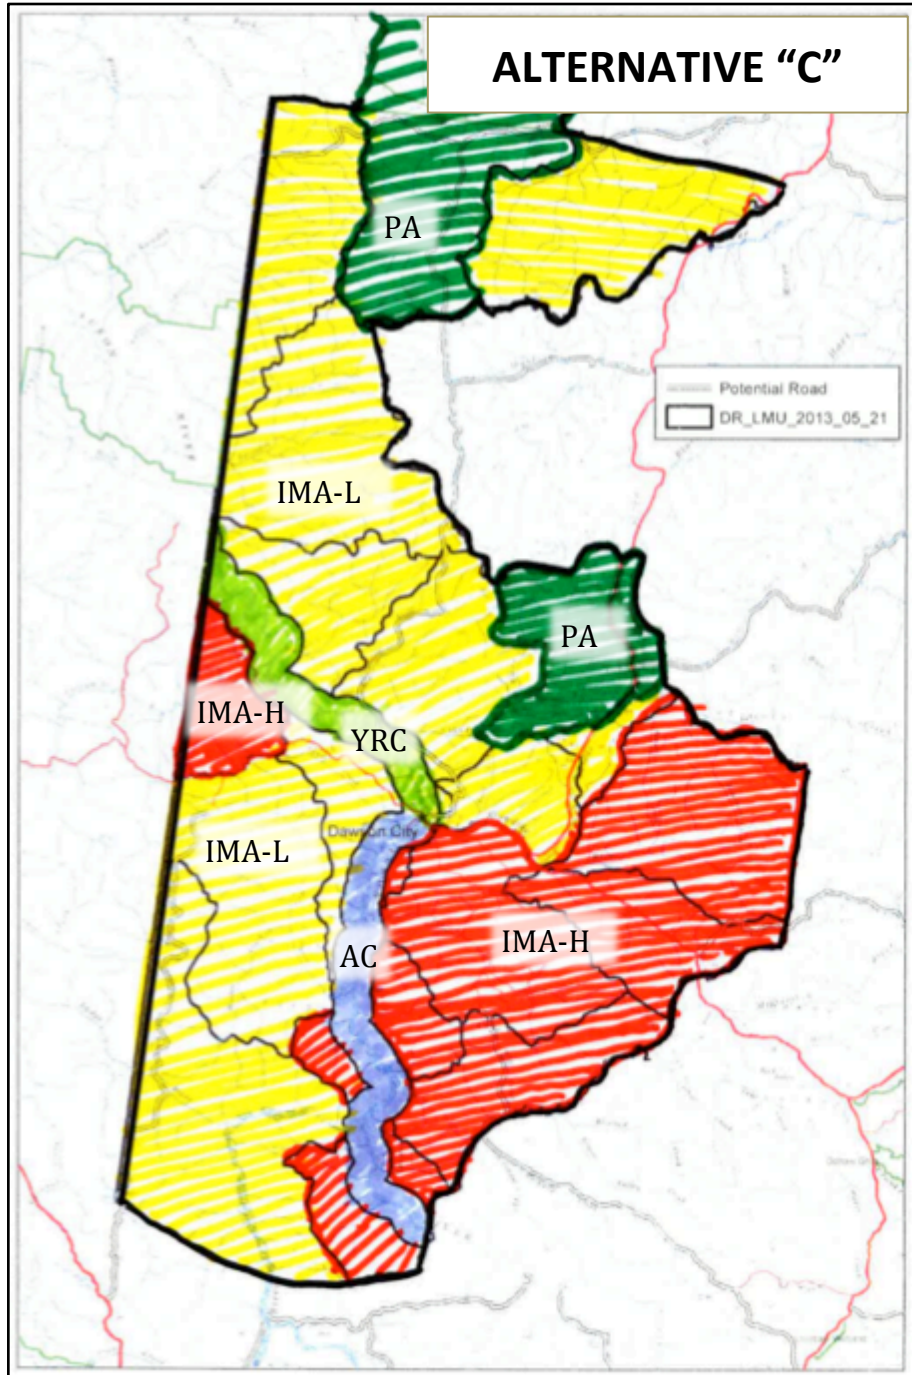 ALTERNATIVE “C”
PA
Potential Road
DR_LMU_2013_05_21
IMA-L
PA
IMA-H
YRC
Dawson City
IMA-L
IMA-H
AC